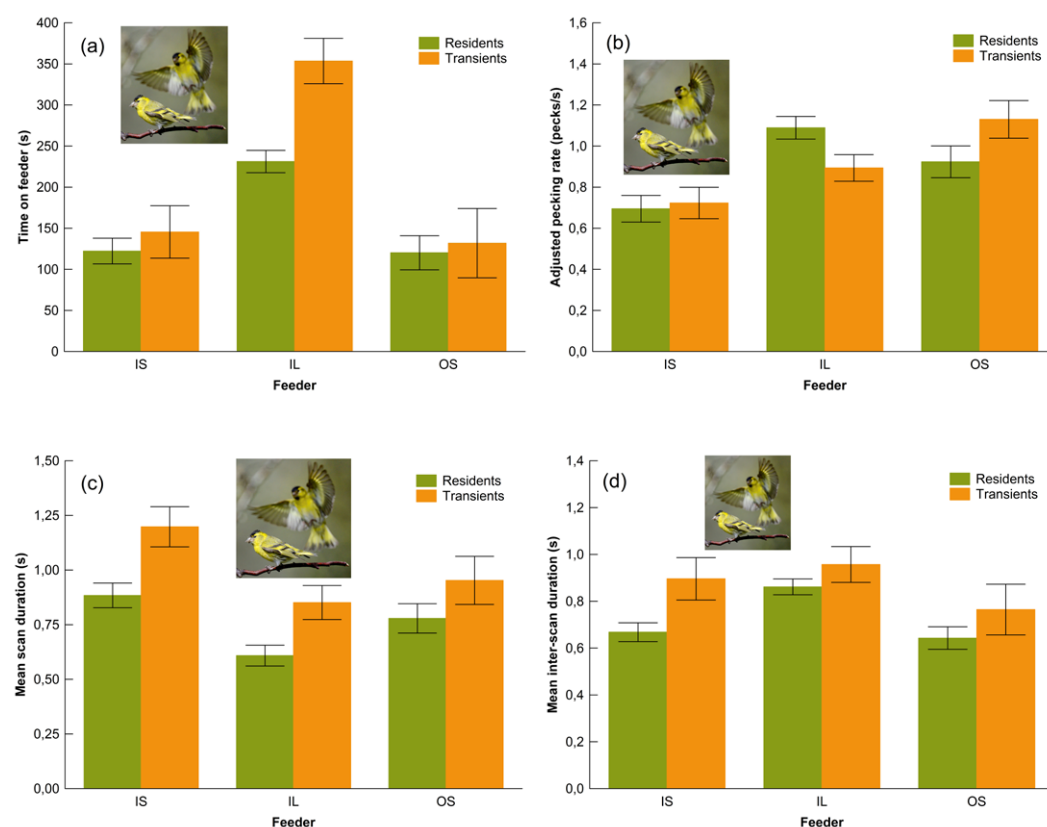 (a)
Residents
Transients
Time on feeder (s)
400
350
300
250
200
150
100
50
0
IS IL OS
Feeder
(b)
Residents
Transients
Adjusted pecking rate (pecks/s)
1,6
1,4
1,2
1,0
0,8
0,6
0,4
0,2
0,0
IS IL OS
Feeder
(c)
Residents
Transients
Mean scan duration (s)
1,50
1,25
1,00
0,75
0,50
0,25
0,00
IS IL OS
Feeder
(d)
Residents
Transients
Mean inter-scan duration (s)
1,4
1,2
1,0
0,8
0,6
0,4
0,2
0,0
IS IL OS
Feeder